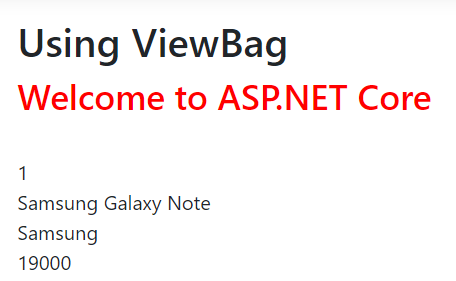 Using ViewBag
Welcome to ASP.NET Core
1
Samsung Galaxy Note
Samsung
19000